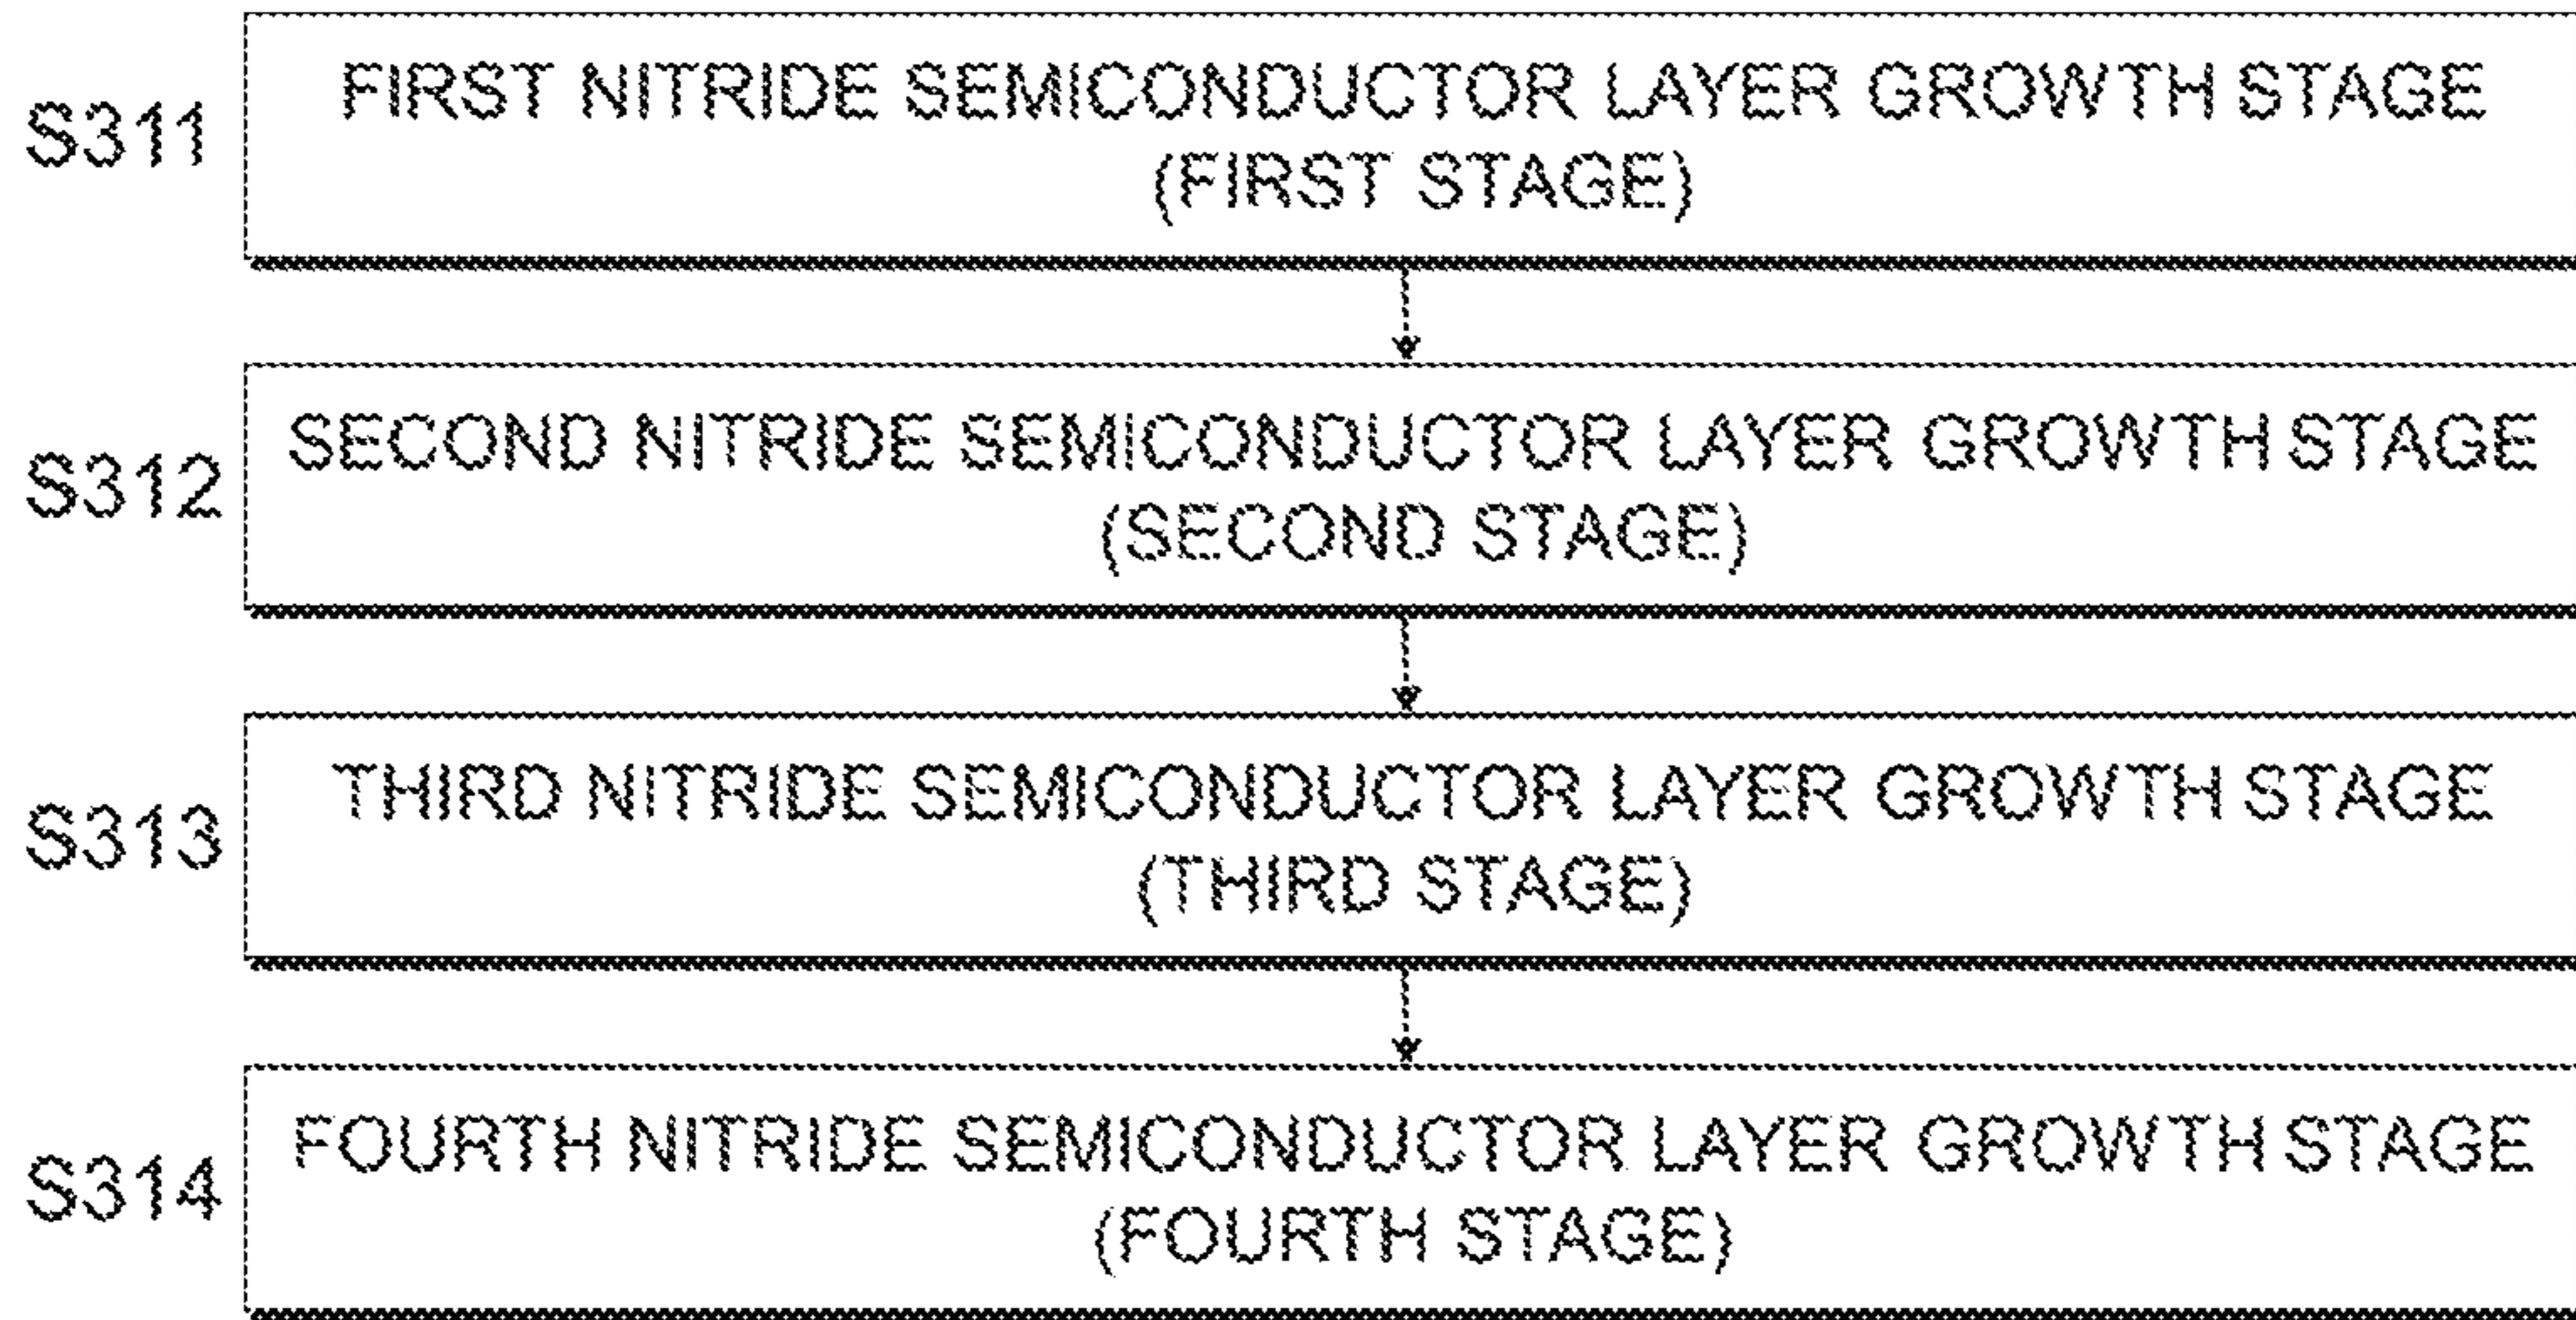 S311
FIRST NITRIDE SEMICONDUCTOR LAYER GROWTH STAGE
(FIRST STAGE)
S312
SECOND NITRIDE SEMICONDUCTOR LAYER GROWTH STAGE
(SECOND STAGE)
S313
THIRD NITRIDE SEMICONDUCTOR LAYER GROWTH STAGE
(THIRD STAGE)
S314
FOURTH NITRIDE SEMICONDUCTOR LAYER GROWTH STAGE
(FOURTH STAGE)